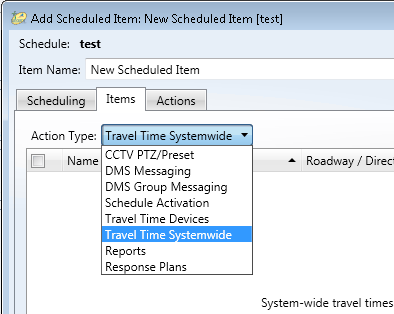 Add Scheduled Item: New Scheduled Item [test]
Schedule: test
Item Name: New Scheduled Item
Scheduling Items Actions
Action Type: Travel Time Systemwide
Name Roadway / Direc
CCTV PTZ/Preset
DMS Messaging
DMS Group Messaging
Schedule Activation
Travel Time Devices
Travel Time Systemwide
Reports
Response Plans
System-wide travel times